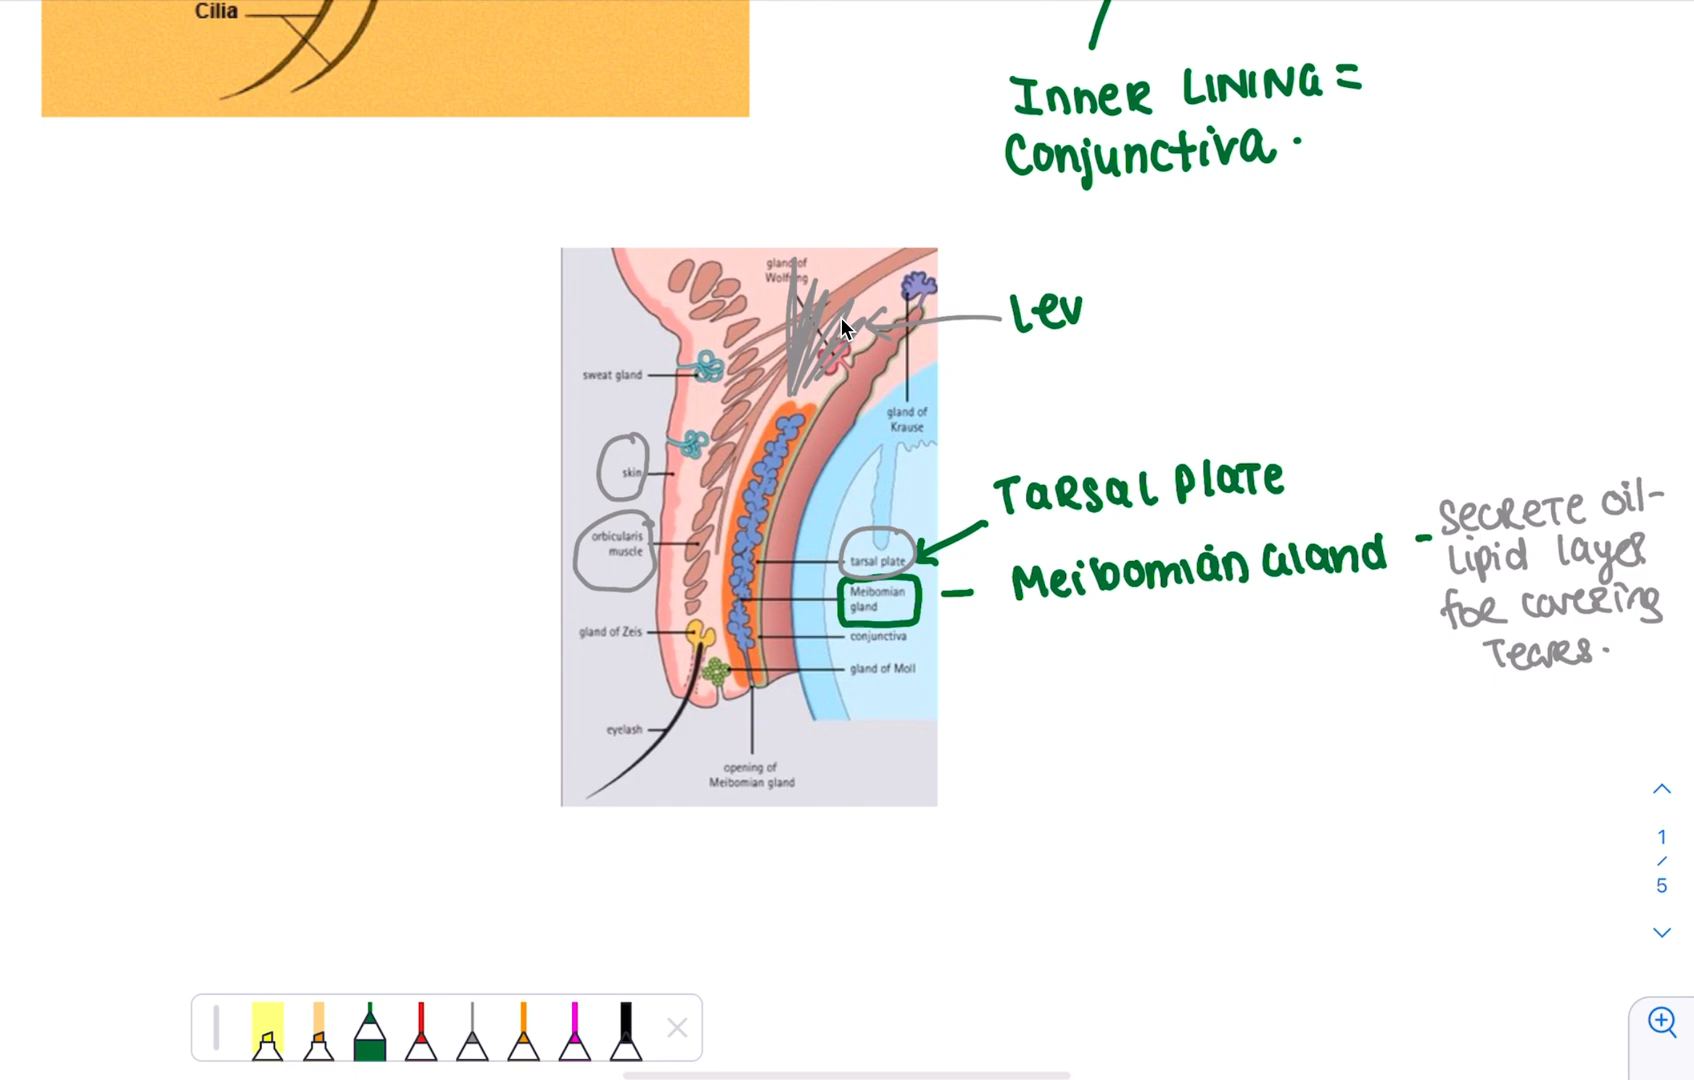 Cilia
Inner LINING =
Conjunctiva .
gland of
Wolfring
Lev
sweat gland
gland of
Krause
skin
Tarsal Plate
orbicularis
muscle
tarsal plate
Meibomian Gland
- Secrete oil-
lipid layer
for covering
Tears.
Meibomian
gland
gland of Zeis
conjunctiva
gland of Moll
eyelash
opening of
Meibomian gland
1
/
5